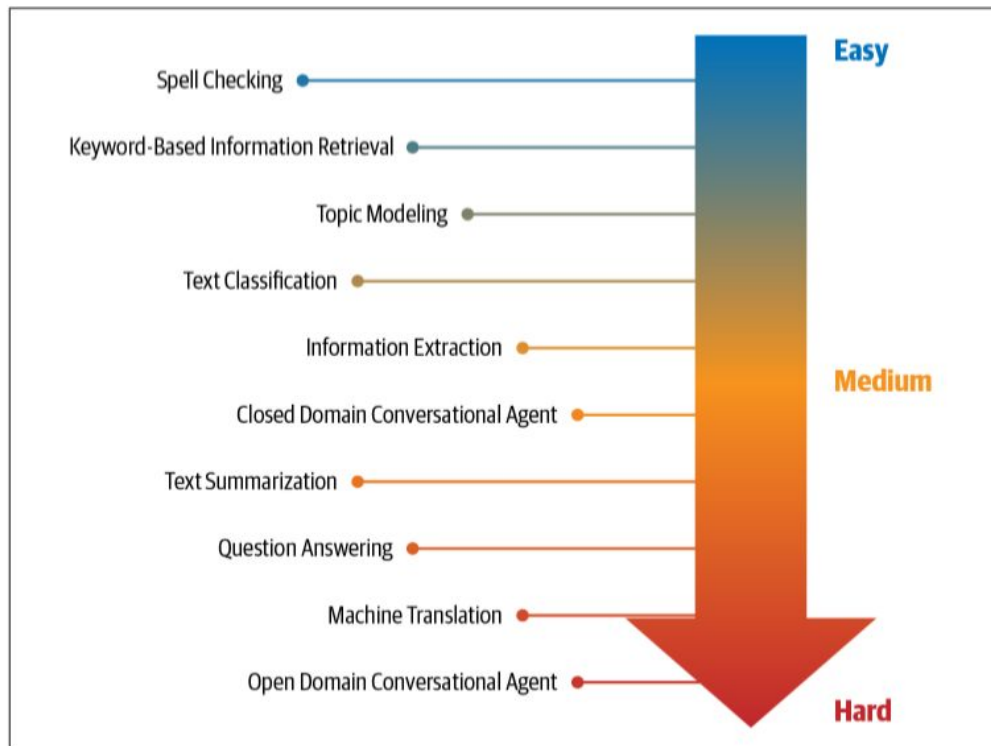 Easy
Spell Checking
Keyword-Based Information Retrieval
Topic Modeling
Text Classification
Information Extraction
Medium
Closed Domain Conversational Agent
Text Summarization
Question Answering
Machine Translation
Open Domain Conversational Agent
Hard